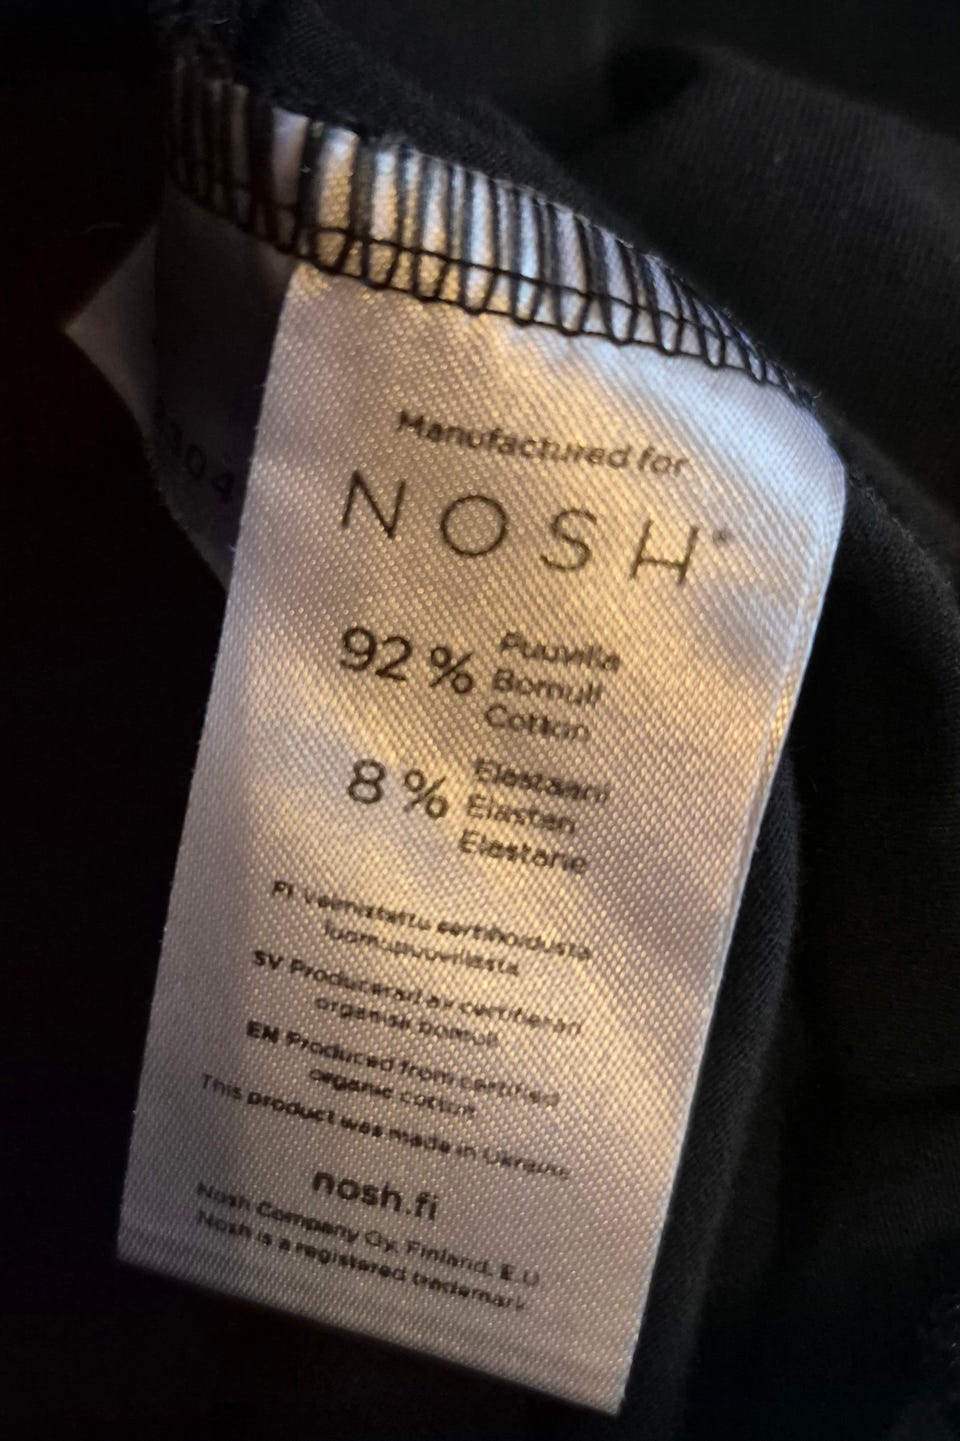 Manufactured for
NOSH®
92 % Puuvilla
Bomull
Cotton
8 % Elastaani
Elastan
Elastane
FI Valmistettu sertifioidusta
luomupuuvillasta
SV Producerad av certifierad
organisk bomull
EN Produced from certified
organic cotton
This product was made in Ukraine
nosh.fi
Nosh Company Oy, Finland, E.U
Nosh is a registered trademark